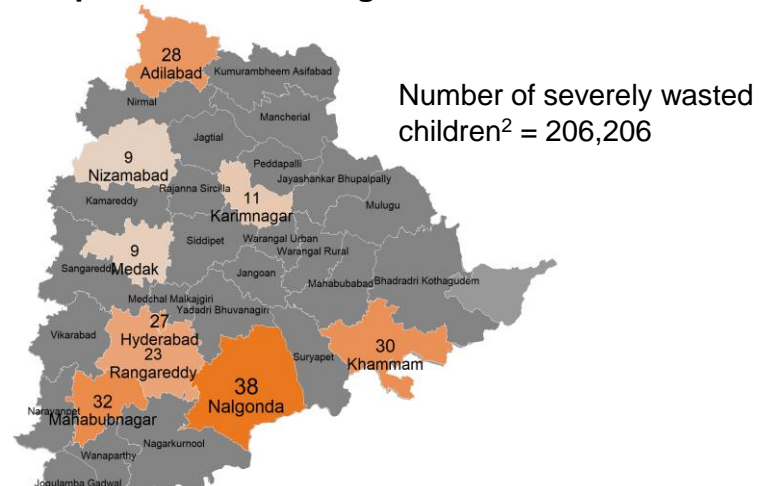 28
Adilabad
Kumurambheem Asifabad
Nirmal
Mancherial
Number of severely wasted
children² = 206,206
Jagtial
9
Nizamabad
Peddapalli
Jayashankar Bhupalpally
Rajanna Sircilla
Kamareddy
11
Karimnagar
Mulugu
9
Medak
Siddipet
Warangal Urban
Warangal Rural
Sangareddy
Jangoan
Mahabubabad
Bhadradri Kothagudem
Medchal Malkajgiri
Yadadri Bhuvanagiri
27
Hyderabad
23
Rangareddy
Vikarabad
30
Khammam
Suryapet
38
Nalgonda
32
Mahabubnagar
Narayanpet
Nagarkurnool
Wanaparthy
Jogulamba Gadwal